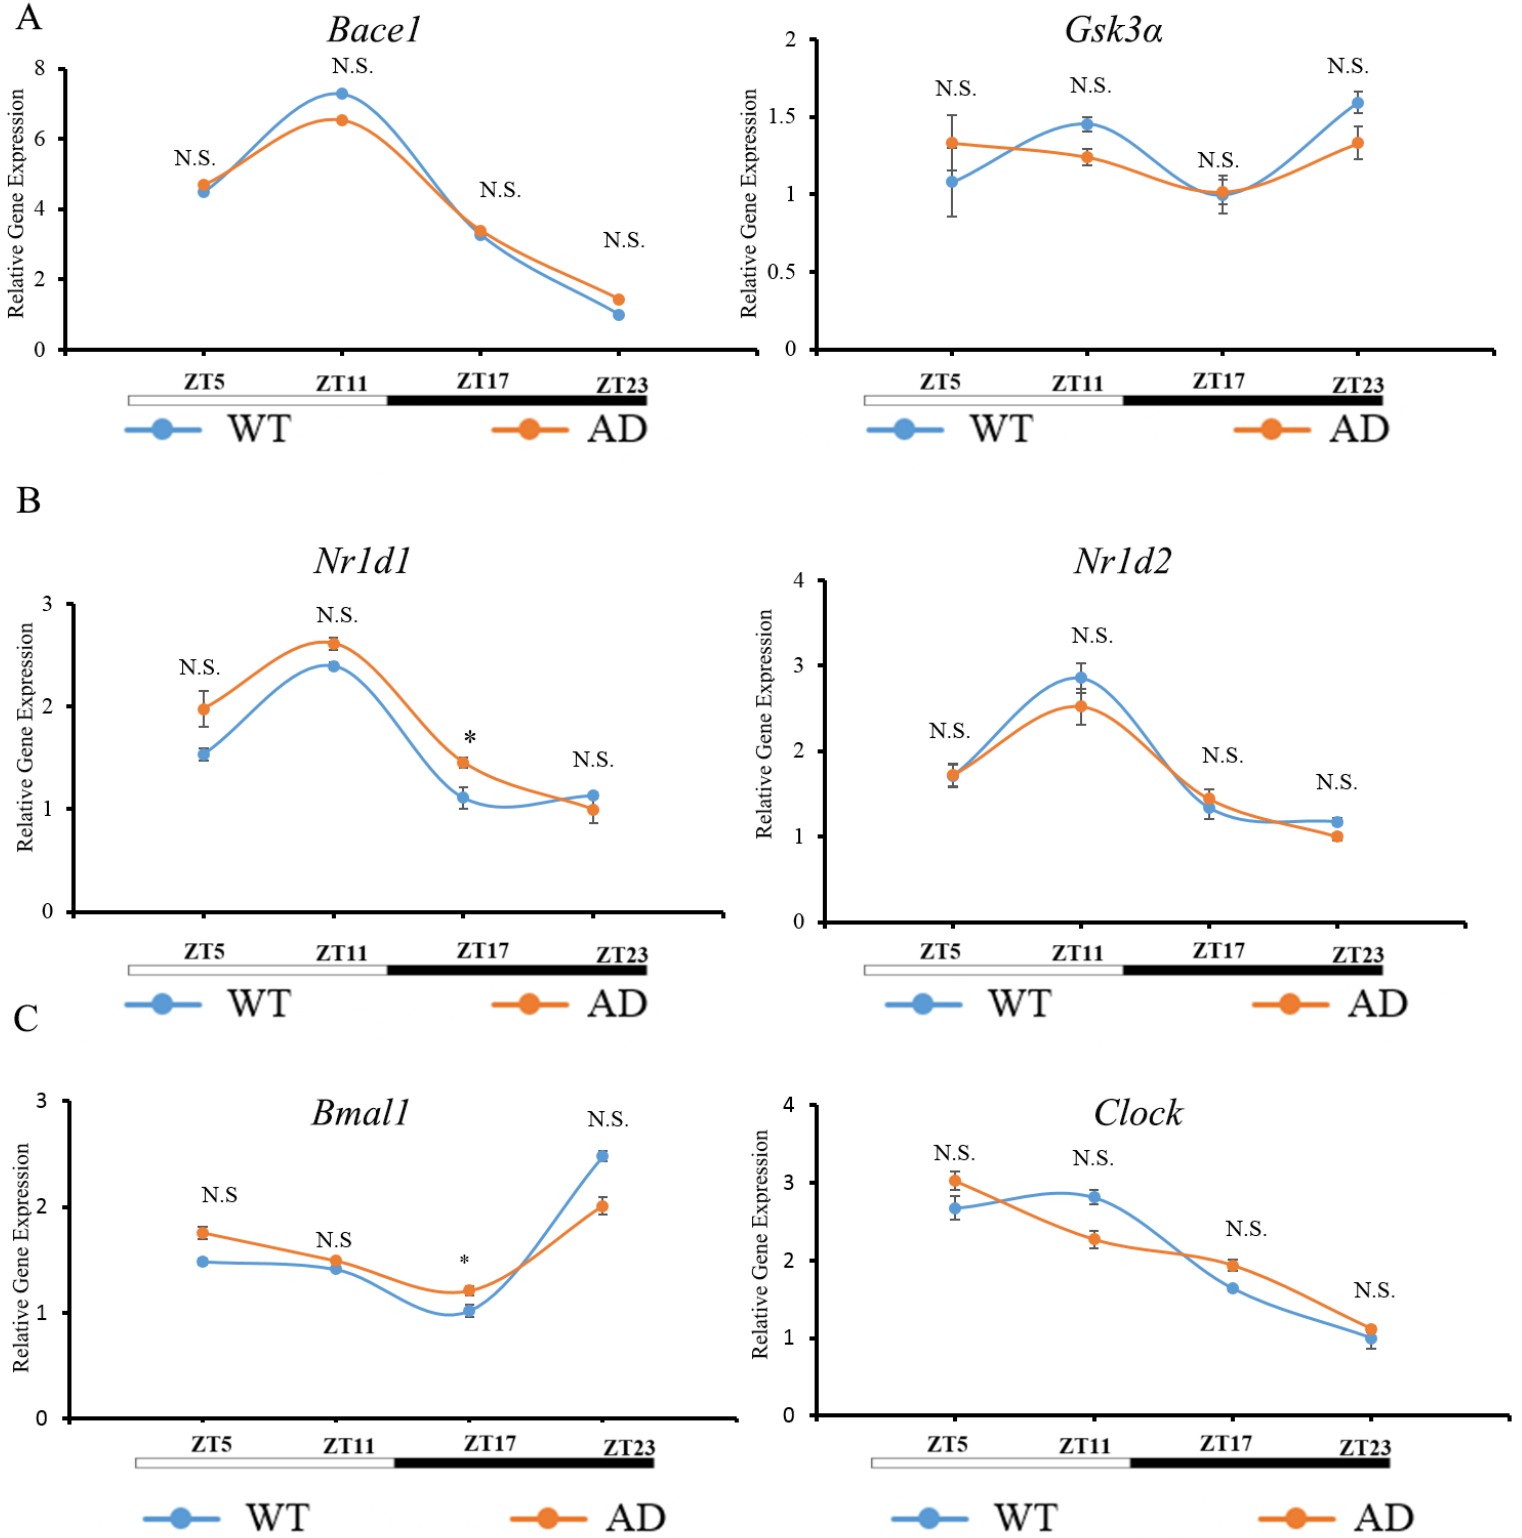 A
Bace1
Relative Gene Expression
8
6
4
2
0
N.S.
N.S.
N.S.
N.S.
ZT5 ZT11 ZT17 ZT23
WT AD
Gsk3α
Relative Gene Expression
2
1.5
1
0.5
0
N.S.
N.S.
N.S.
N.S.
ZT5 ZT11 ZT17 ZT23
WT AD
B
Nr1d1
Relative Gene Expression
3
2
1
0
N.S.
N.S.
*
N.S.
ZT5 ZT11 ZT17 ZT23
WT AD
Nr1d2
Relative Gene Expression
4
3
2
1
0
N.S.
N.S.
N.S.
N.S.
ZT5 ZT11 ZT17 ZT23
WT AD
C
Bmal1
Relative Gene Expression
3
2
1
0
N.S
N.S
*
N.S.
ZT5 ZT11 ZT17 ZT23
WT AD
Clock
Relative Gene Expression
4
3
2
1
0
N.S.
N.S.
N.S.
N.S.
ZT5 ZT11 ZT17 ZT23
WT AD